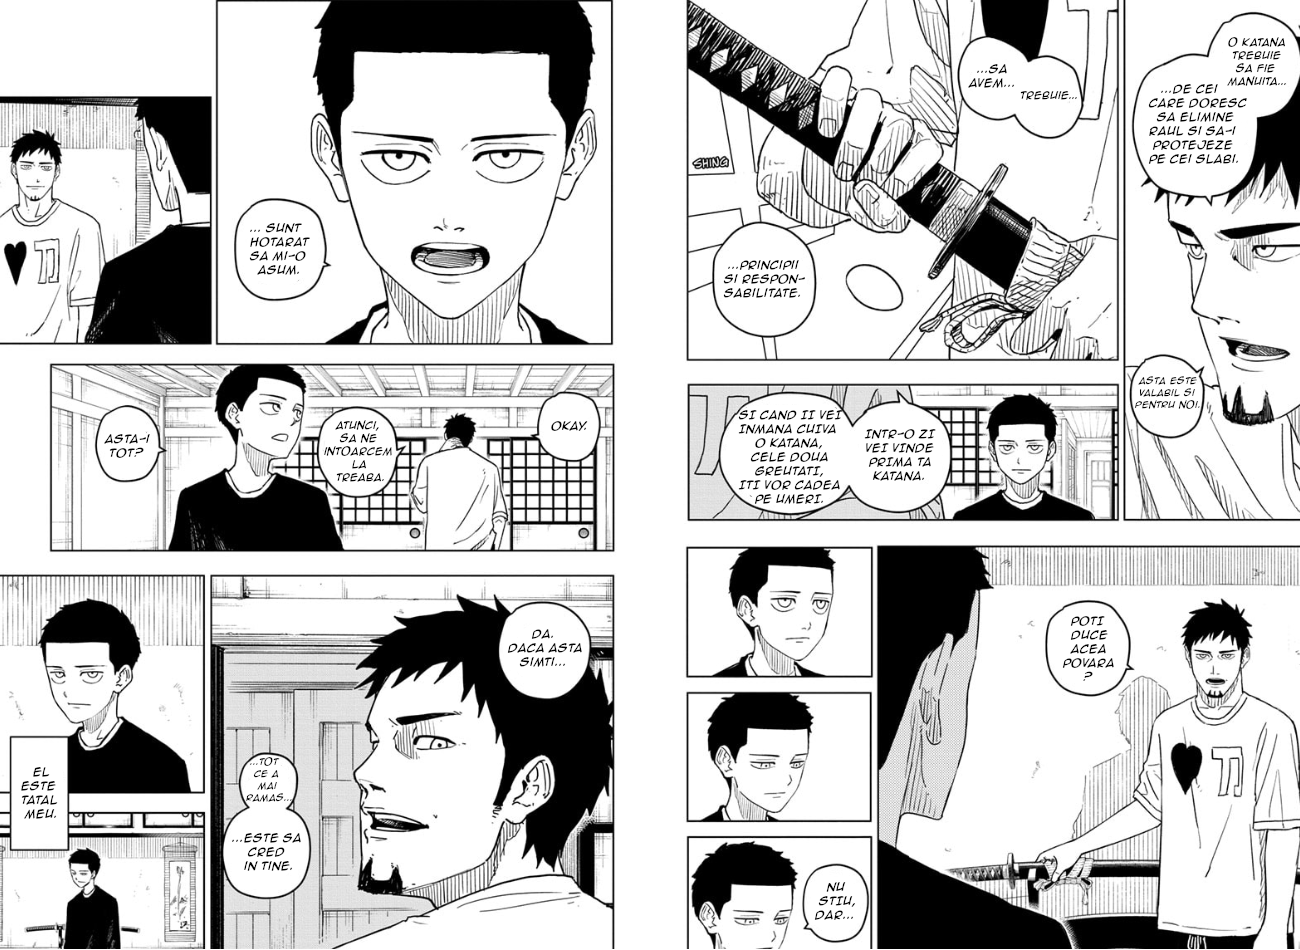 O KATANA
TREBUIE
SA FIE
MANUITA...
...DE CEI
CARE DORESC
SA ELIMINE
RAUL SI SA-I
PROTEJEZE
PE CEI SLABI.
ASTA ESTE
VALABIL SI
PENTRU NOI.
TREBUIE...
...SA
AVEM...
SHING
...PRINCIPII
SI RESPON-
SABILITATE.
INTR-O ZI
VEI VINDE
PRIMA TA
KATANA.
SI CAND II VEI
INMANA CUIVA
O KATANA,
CELE DOUA
GREUTATI,
ITI VOR CADEA
PE UMERI.
POTI
DUCE
ACEA
POVARA
?
NU
STIU,
DAR...
... SUNT
HOTARAT
SA MI-O
ASUM.
OKAY.
ATUNCI,
SA NE
INTOARCEM
LA
TREABA.
ASTA-I
TOT?
DA.
DACA ASTA
SIMTI...
...TOT
CE A
MAI
RAMAS...
...ESTE SA
CRED
IN TINE.
EL
ESTE
TATAL
MEU.